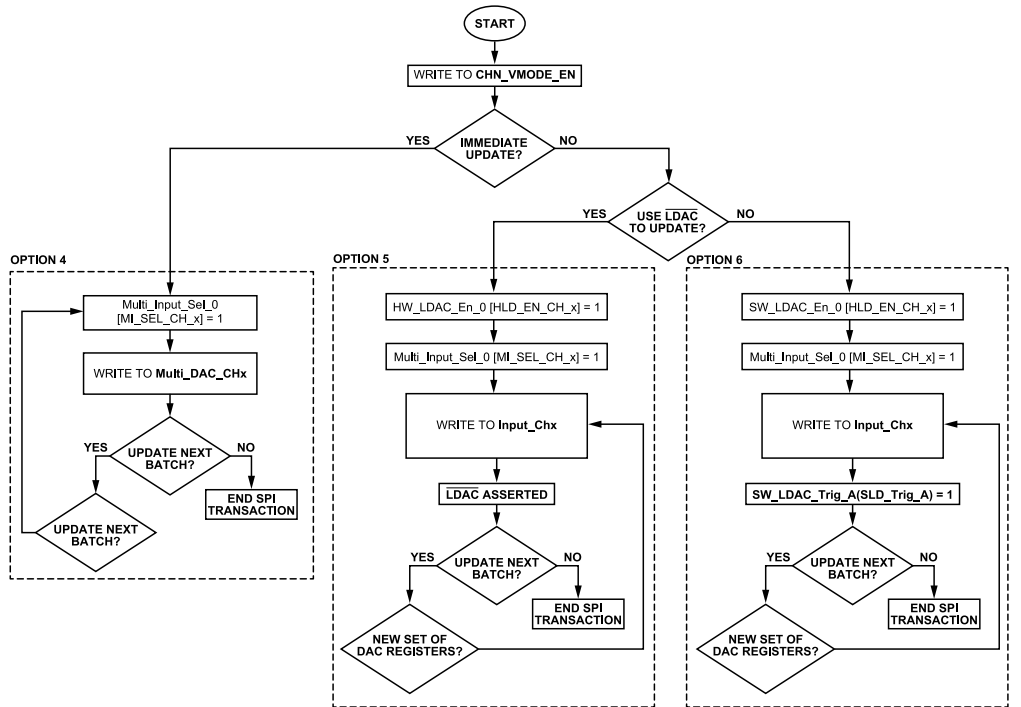 START
WRITE TO CHN_VMODE_EN
YES
IMMEDIATE
UPDATE?
NO
YES
USE LDAC
TO UPDATE?
NO
OPTION 4
Multi_Input_Sel_0
[MI_SEL_CH_x] = 1
WRITE TO Multi_DAC_CHx
YES
UPDATE NEXT
BATCH?
NO
END SPI
TRANSACTION
UPDATE NEXT
BATCH?
OPTION 5
HW_LDAC_En_0 [HLD_EN_CH_x] = 1
Multi_Input_Sel_0 [MI_SEL_CH_x] = 1
WRITE TO Input_Chx
LDAC ASSERTED
YES
UPDATE NEXT
BATCH?
NO
END SPI
TRANSACTION
NEW SET OF
DAC REGISTERS?
OPTION 6
SW_LDAC_En_0 [HLD_EN_CH_x] = 1
Multi_Input_Sel_0 [MI_SEL_CH_x] = 1
WRITE TO Input_Chx
SW_LDAC_Trig_A(SLD_Trig_A) = 1
YES
UPDATE NEXT
BATCH?
NO
END SPI
TRANSACTION
NEW SET OF
DAC REGISTERS?